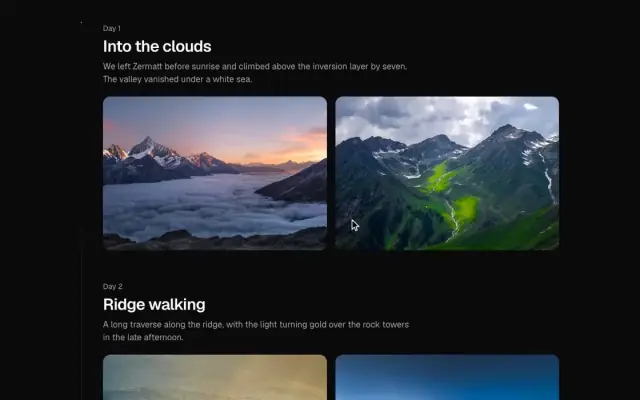 Day 1
Into the clouds
We left Zermatt before sunrise and climbed above the inversion layer by seven.
The valley vanished under a white sea.
Day 2
Ridge walking
A long traverse along the ridge, with the light turning gold over the rock towers
in the late afternoon.